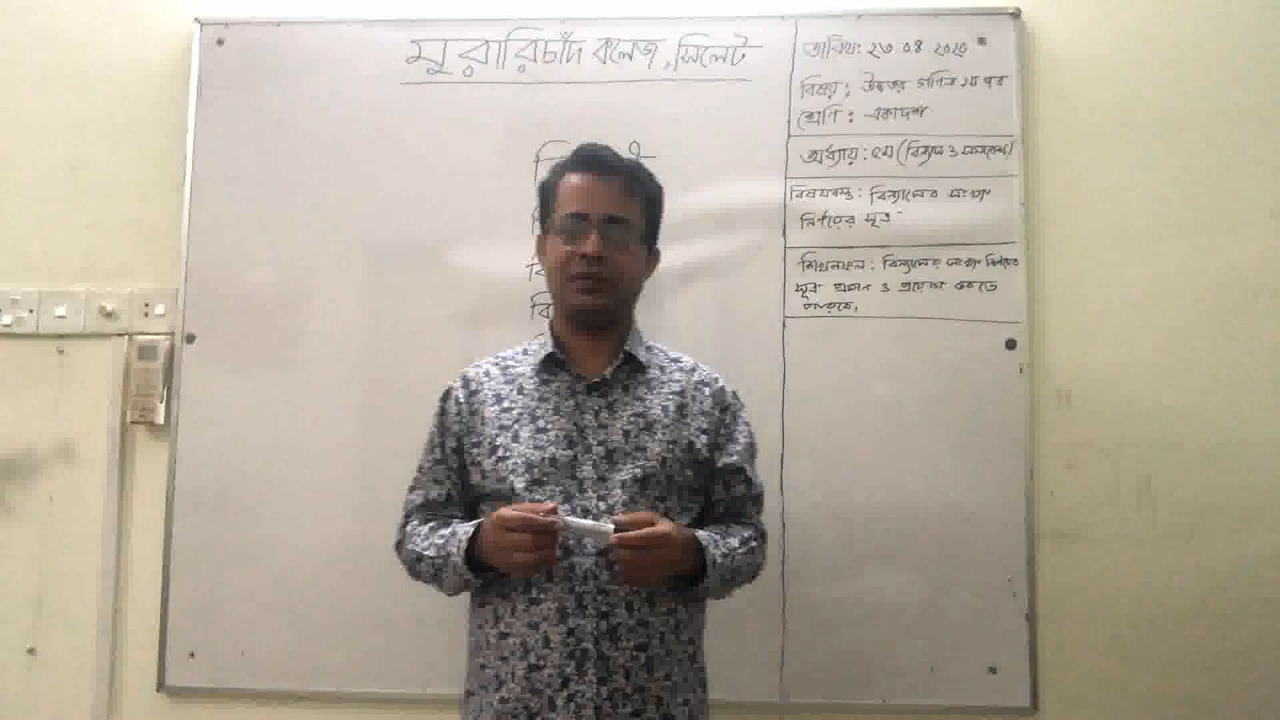 মুরারিচাঁদ কলেজ, সিলেট
তারিখ: ২৩ ০৪ ২০২০
বিষয়: উচ্চতর গণিত ১ম পত্র
শ্রেণি: একাদশ
অধ্যায়: ৫ম (বিন্যাস ও সমাবেশ)
বিষয়বস্তু: বিন্যাসের সংখ্যা
নির্ণয়ের সূত্র
শিখনফল: বিন্যাসের সংখ্যা নির্ণয়ের
সূত্র প্রমাণ ও প্রয়োগ করতে
পারবে।